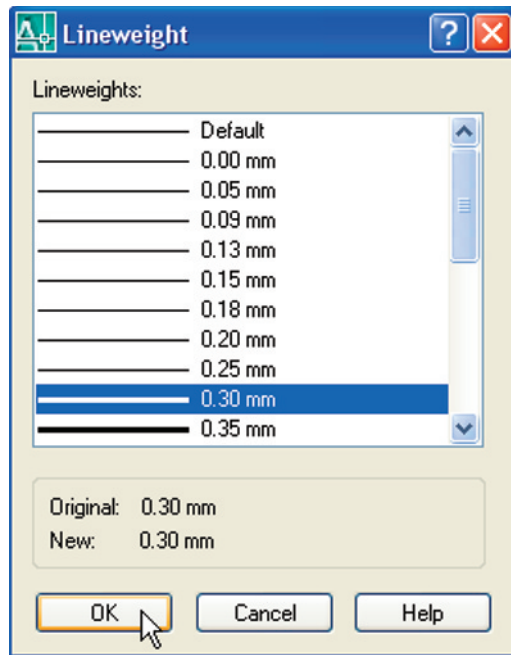 Lineweight
Lineweights:
Default
0.00 mm
0.05 mm
0.09 mm
0.13 mm
0.15 mm
0.18 mm
0.20 mm
0.25 mm
0.30 mm
0.35 mm
Original: 0.30 mm
New: 0.30 mm
OK Cancel Help